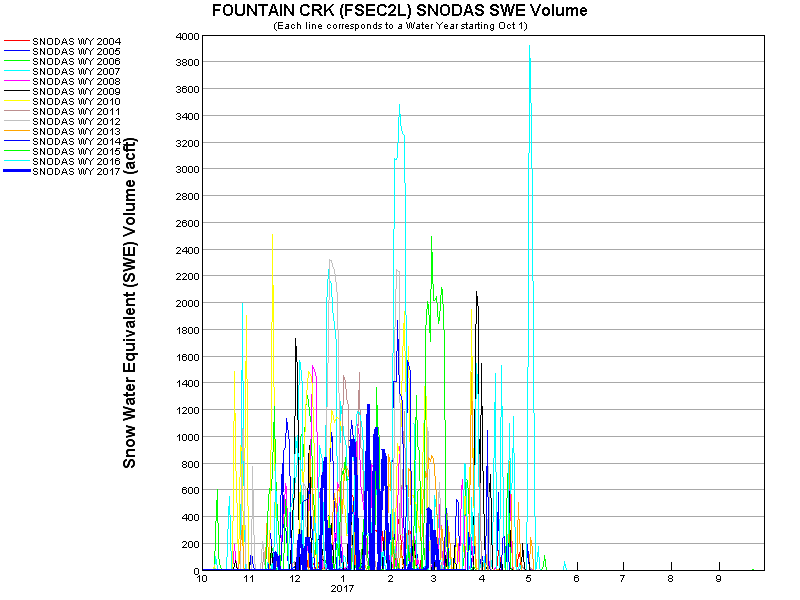 FOUNTAIN CRK (FSEC2L) SNODAS SWE Volume
(Each line corresponds to a Water Year starting Oct 1)
SNODAS WY 2004
SNODAS WY 2005
SNODAS WY 2006
SNODAS WY 2007
SNODAS WY 2008
SNODAS WY 2009
SNODAS WY 2010
SNODAS WY 2011
SNODAS WY 2012
SNODAS WY 2013
SNODAS WY 2014
SNODAS WY 2015
SNODAS WY 2016
SNODAS WY 2017
Snow Water Equivalent (SWE) Volume (acft)
4000
3800
3600
3400
3200
3000
2800
2600
2400
2200
2000
1800
1600
1400
1200
1000
800
600
400
200
0
10 11 12 1 2 3 4 5 6 7 8 9
2017